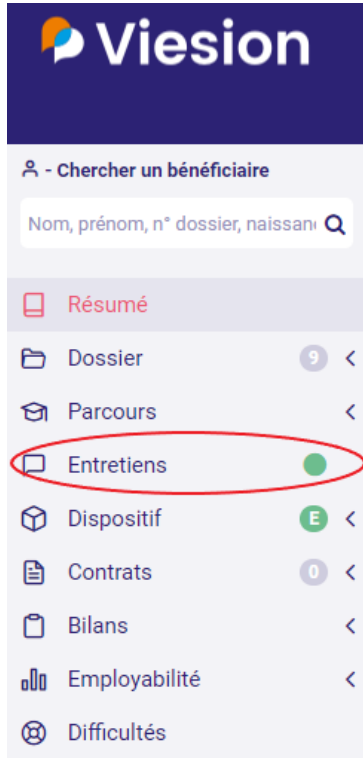 Viesion
- Chercher un bénéficiaire
Nom, prénom, n° dossier, naissan
Résumé
Dossier 9
Parcours
Entretiens
Dispositif E
Contrats 0
Bilans
Employabilité
Difficultés